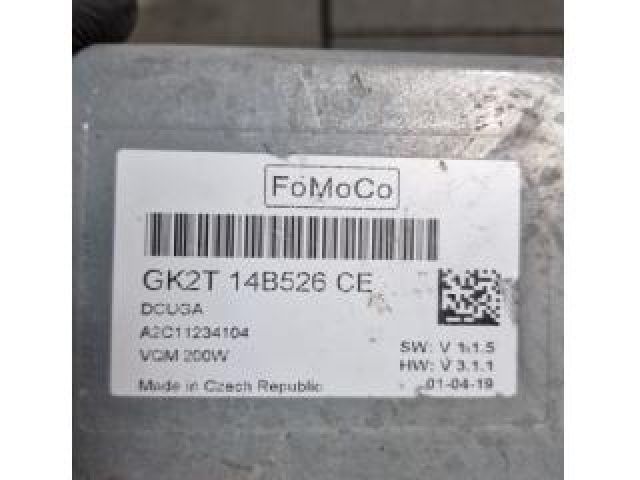 FoMoCo
GK2T 14B526 CE
DCUGA
A2C11234104
VQM 200W
SW: V 1.1.5
HW: V 3.1.1
Made in Czech Republic
01-04-19